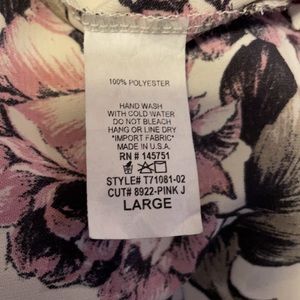 100% POLYESTER
HAND WASH
WITH COLD WATER
DO NOT BLEACH
HANG OR LINE DRY
*IMPORT FABRIC*
MADE IN U.S.A.
RN # 145751
STYLE# T71081-02
CUT# 8922-PINK J
LARGE